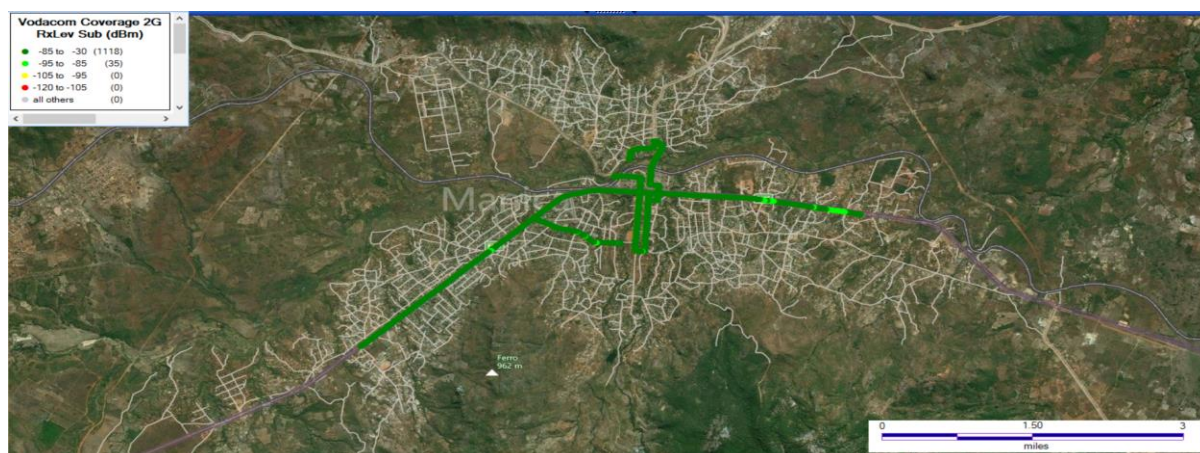 Vodacom Coverage 2G
RxLev Sub (dBm)
-85 to -30 (1118)
-95 to -85 (35)
-105 to -95 (0)
-120 to -105 (0)
all others (0)
Ferro
962 m
0 1.50 3
miles